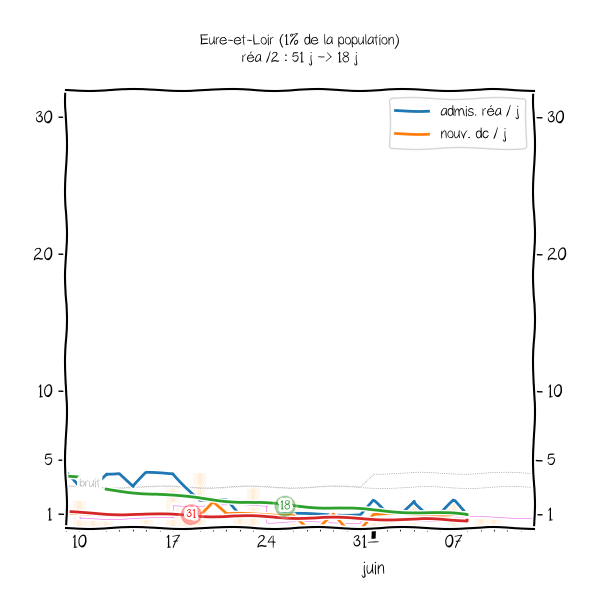 Eure-et-Loir (1% de la population)
réa /2 : 51 j -> 18 j
admis. réa / j
nouv. dc / j
30 30
20 20
10 10
5 5
1 1
bruit
31
18
10 17 24 31 07
juin